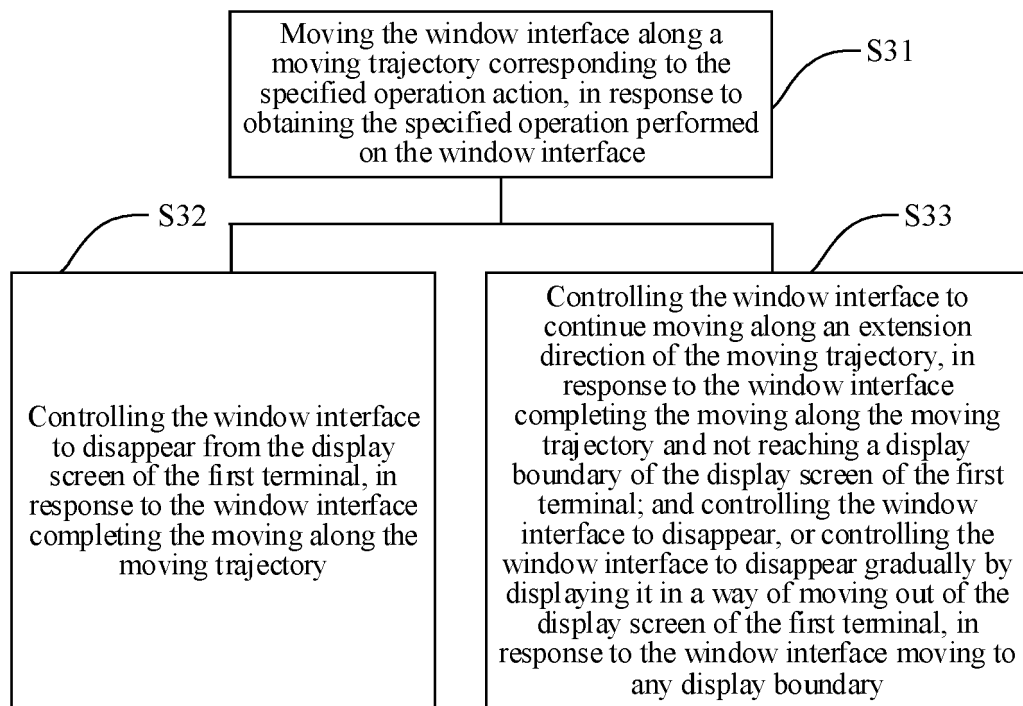 Moving the window interface along a
moving trajectory corresponding to the
specified operation action, in response to
obtaining the specified operation performed
on the window interface
S31
S32
Controlling the window interface
to disappear from the display
screen of the first terminal, in
response to the window interface
completing the moving along the
moving trajectory
S33
Controlling the window interface to
continue moving along an extension
direction of the moving trajectory, in
response to the window interface
completing the moving along the moving
trajectory and not reaching a display
boundary of the display screen of the first
terminal; and controlling the window
interface to disappear, or controlling the
window interface to disappear gradually by
displaying it in a way of moving out of the
display screen of the first terminal, in
response to the window interface moving to
any display boundary